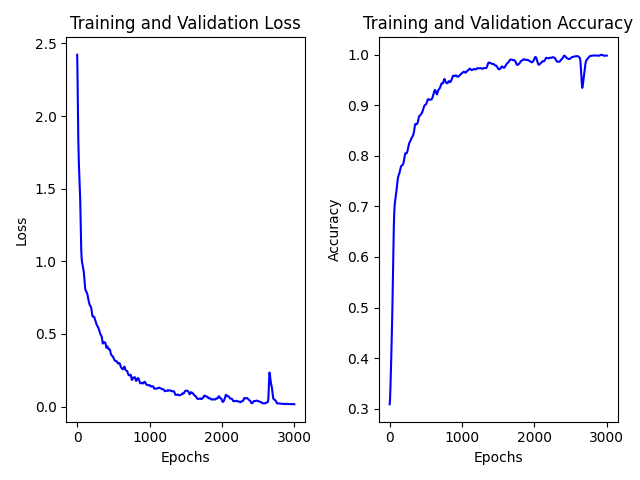 Training and Validation Loss
2.5
2.0
1.5
1.0
0.5
0.0
Loss
0 1000 2000 3000
Epochs
Training and Validation Accuracy
1.0
0.9
0.8
0.7
0.6
0.5
0.4
0.3
Accuracy
0 1000 2000 3000
Epochs